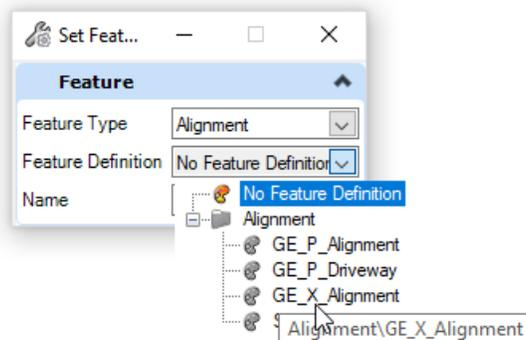 Set Feat...
Feature
Feature Type Alignment
Feature Definition No Feature Definition
Name
No Feature Definition
Alignment
GE_P_Alignment
GE_P_Driveway
GE_X_Alignment
Alignment\GE_X_Alignment